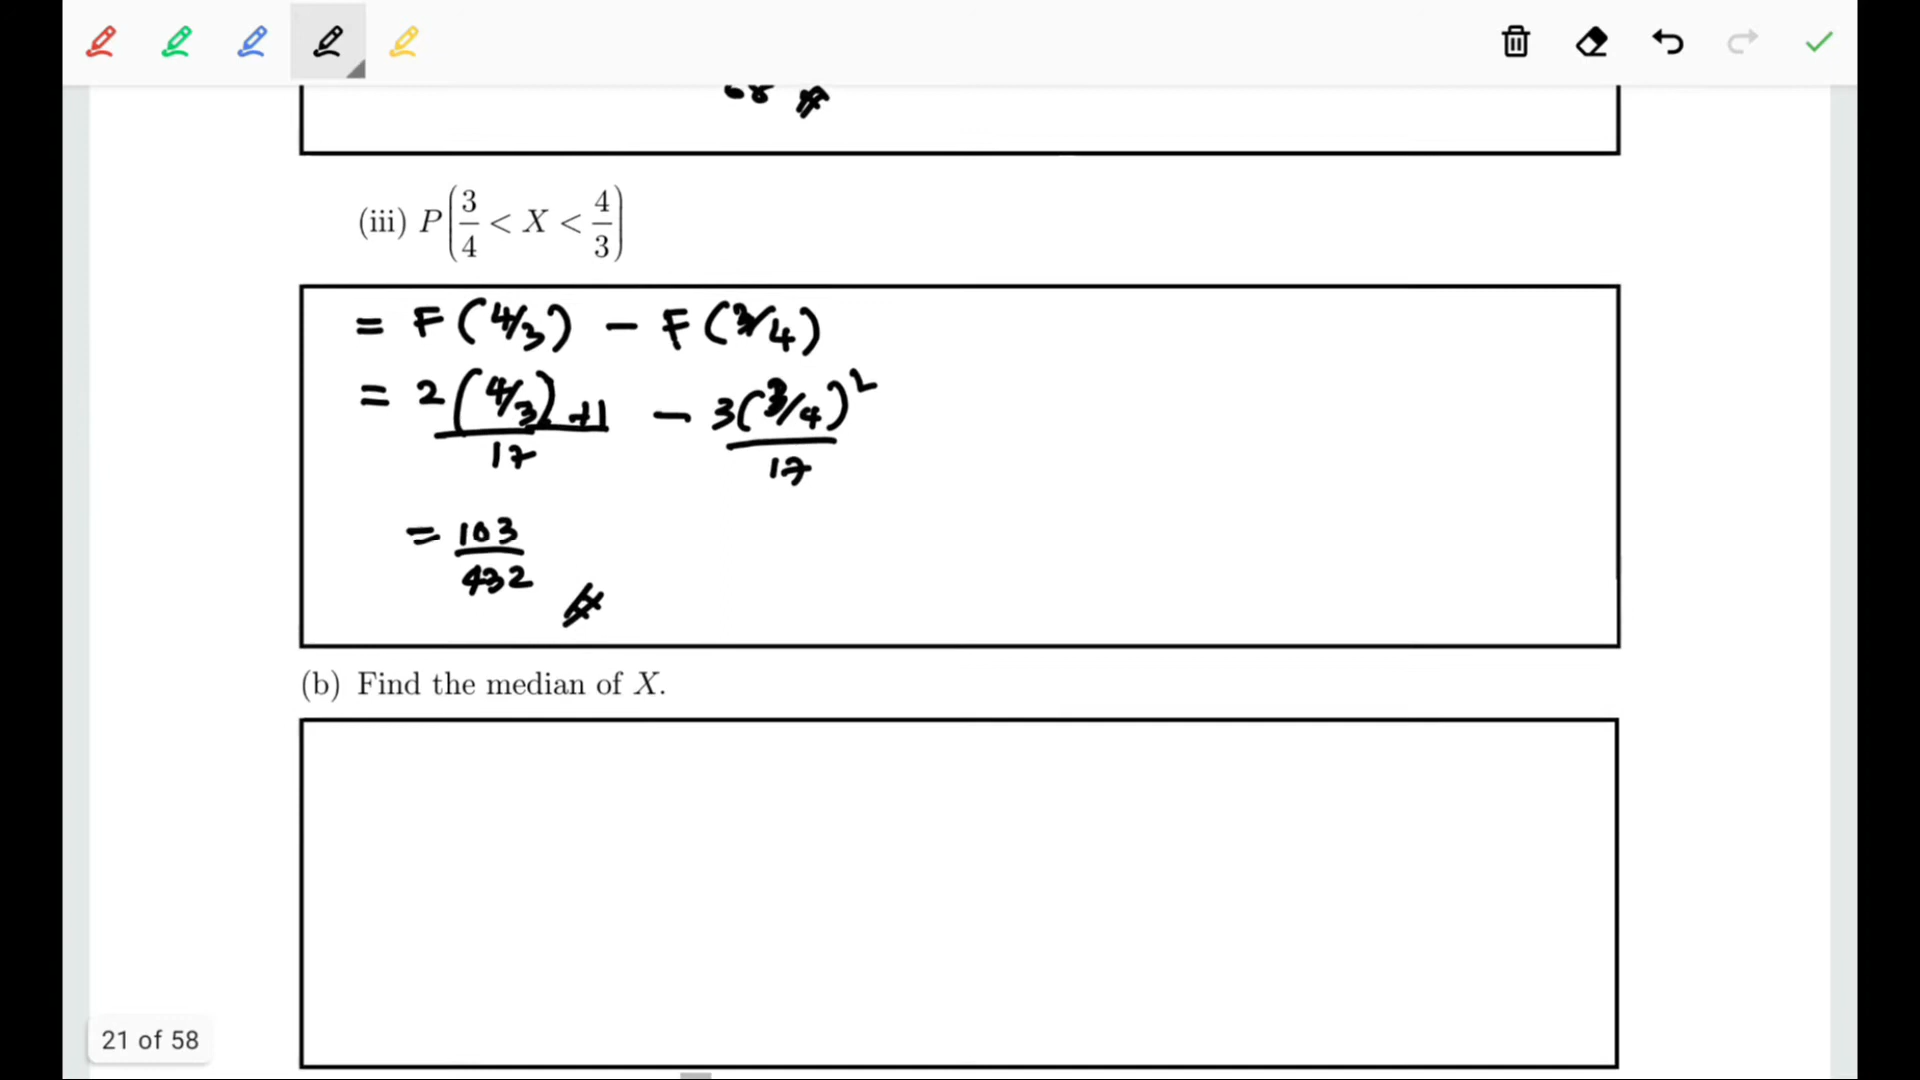 68
(iii) P(3/4 < X < 4/3)
= F(4/3) - F(3/4)
= 2(4/3)+1/17 - 3(3/4)²/17
= 103/432
(b) Find the median of X.
21 of 58